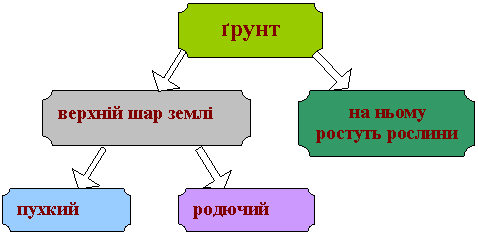 ґрунт
верхній шар землі
на ньому
ростуть рослини
пухкий
родючий